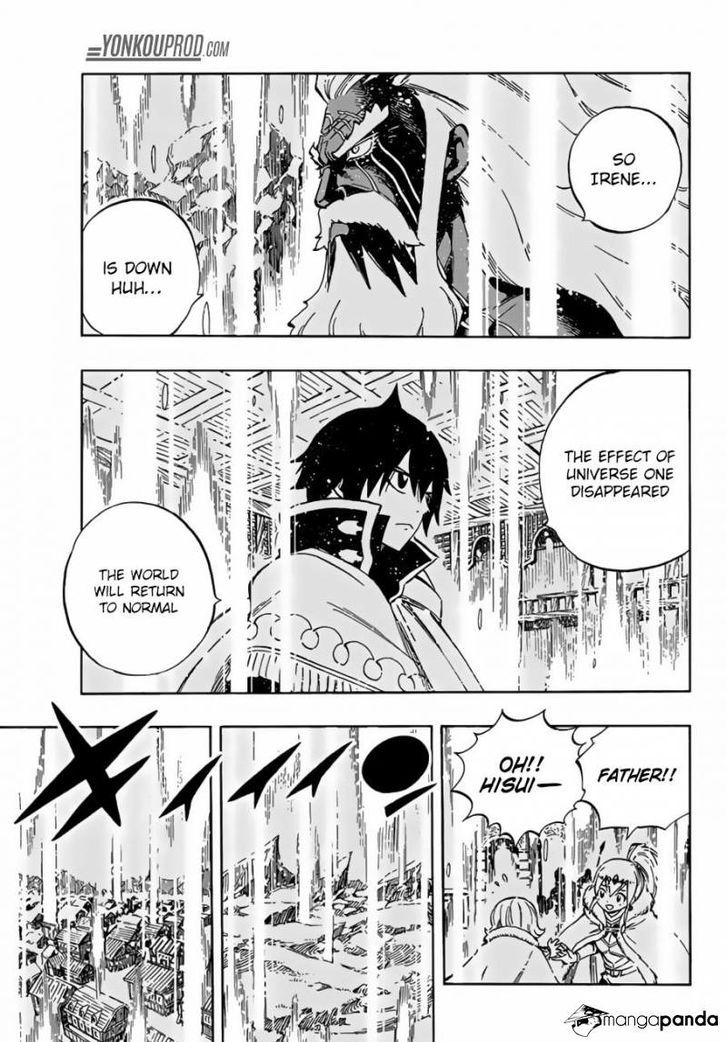 =YONKOUPROD.COM
SO
IRENE...
IS DOWN
HUH...
THE EFFECT OF
UNIVERSE ONE
DISAPPEARED
THE WORLD
WILL RETURN
TO NORMAL
FATHER!!
OH!!
HISUI—
mangapanda